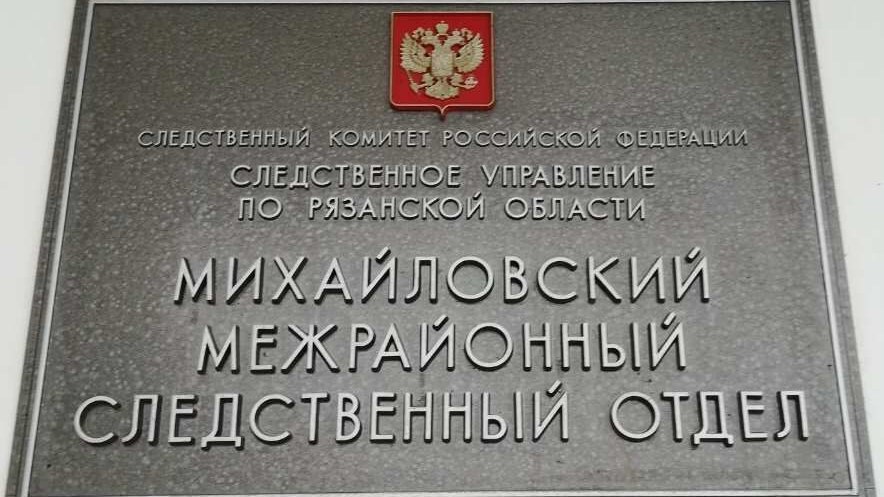 СЛЕДСТВЕННЫЙ КОМИТЕТ РОССИЙСКОЙ ФЕДЕРАЦИИ
СЛЕДСТВЕННОЕ УПРАВЛЕНИЕ
ПО РЯЗАНСКОЙ ОБЛАСТИ
МИХАЙЛОВСКИЙ
МЕЖРАЙОННЫЙ
СЛЕДСТВЕННЫЙ ОТДЕЛ